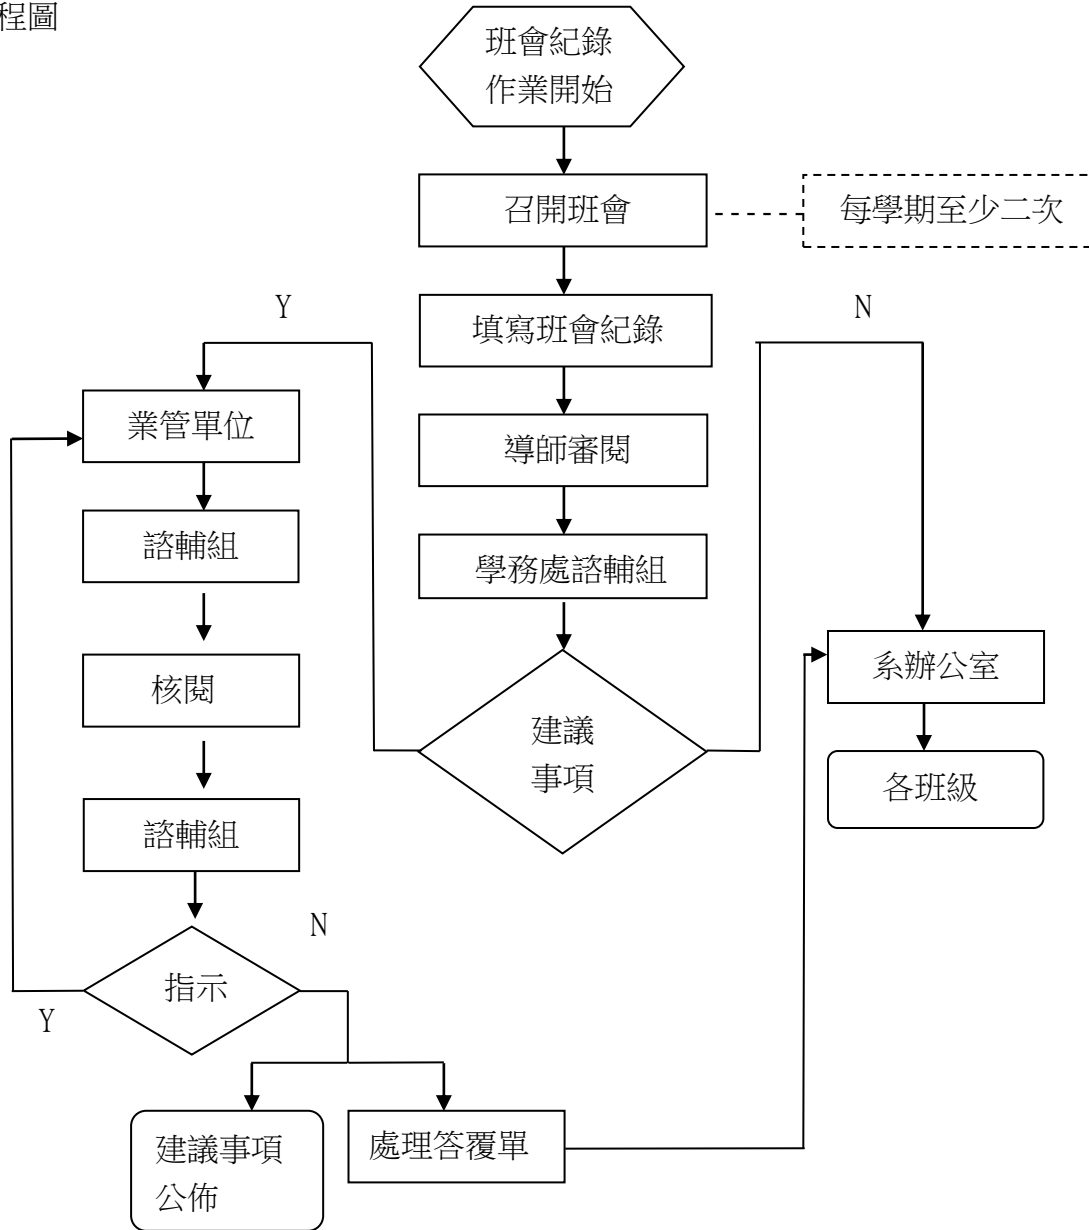 程圖
班會紀錄
作業開始
召開班會
每學期至少二次
Y
N
填寫班會紀錄
業管單位
導師審閱
諮輔組
學務處諮輔組
系辦公室
核閱
建議
事項
各班級
諮輔組
N
指示
Y
建議事項
公佈
處理答覆單